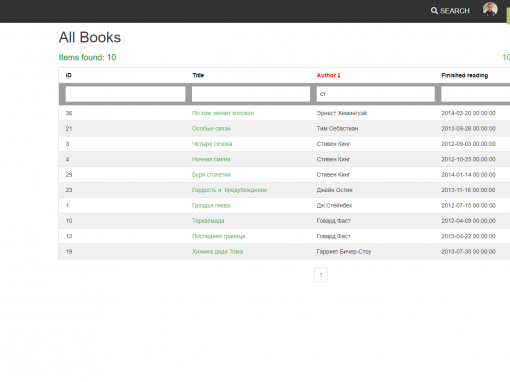 SEARCH
All Books
Items found: 10
10
ID Title Author Finished reading
ст
36 По ком звонит колокол Эрнест Хемингуэй 2014-03-20 00:00:00
21 Особые связи Тим Себастиан 2013-09-28 00:00:00
3 Четыре сезона Стивен Кинг 2012-09-03 00:00:00
4 Ночная смена Стивен Кинг 2012-10-25 00:00:00
29 Буря столетия Стивен Кинг 2014-01-14 00:00:00
23 Гордость и предубеждение Джейн Остин 2013-11-18 00:00:00
1 Гроздья гнева Дж.Стейнбек 2012-07-15 00:00:00
10 Торквемада Говард Фаст 2012-04-09 00:00:00
12 Последняя граница Говард Фаст 2013-04-22 00:00:00
19 Хижина дяди Тома Гарриет Бичер-Стоу 2013-07-30 00:00:00
1